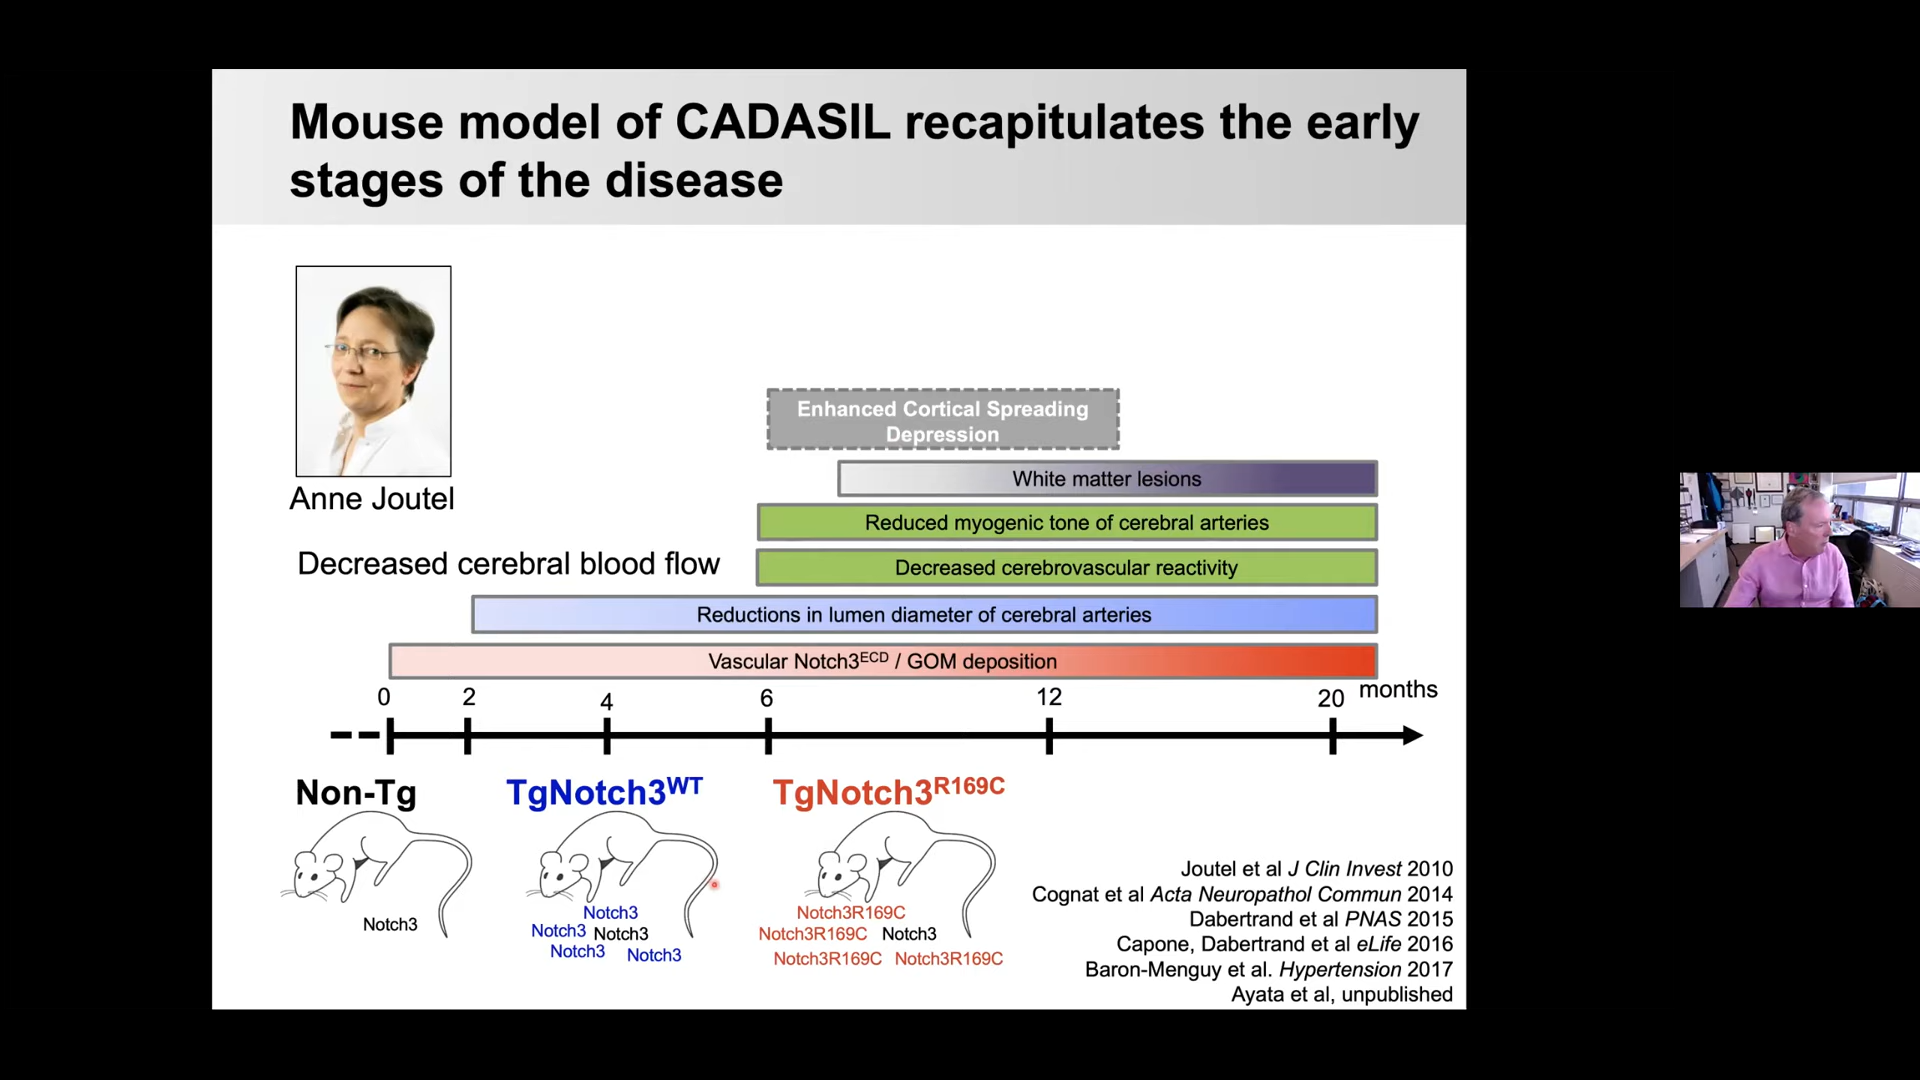 Mouse model of CADASIL recapitulates the early
stages of the disease
Anne Joutel
Enhanced Cortical Spreading
Depression
White matter lesions
Reduced myogenic tone of cerebral arteries
Decreased cerebral blood flow
Decreased cerebrovascular reactivity
Reductions in lumen diameter of cerebral arteries
Vascular Notch3ECD / GOM deposition
0 2 4 6 12 20 months
Non-Tg
TgNotch3WT
TgNotch3R169C
Notch3
Notch3
Notch3 Notch3
Notch3 Notch3
Notch3R169C
Notch3R169C Notch3
Notch3R169C Notch3R169C
Joutel et al J Clin Invest 2010
Cognat et al Acta Neuropathol Commun 2014
Dabertrand et al PNAS 2015
Capone, Dabertrand et al eLife 2016
Baron-Menguy et al. Hypertension 2017
Ayata et al, unpublished